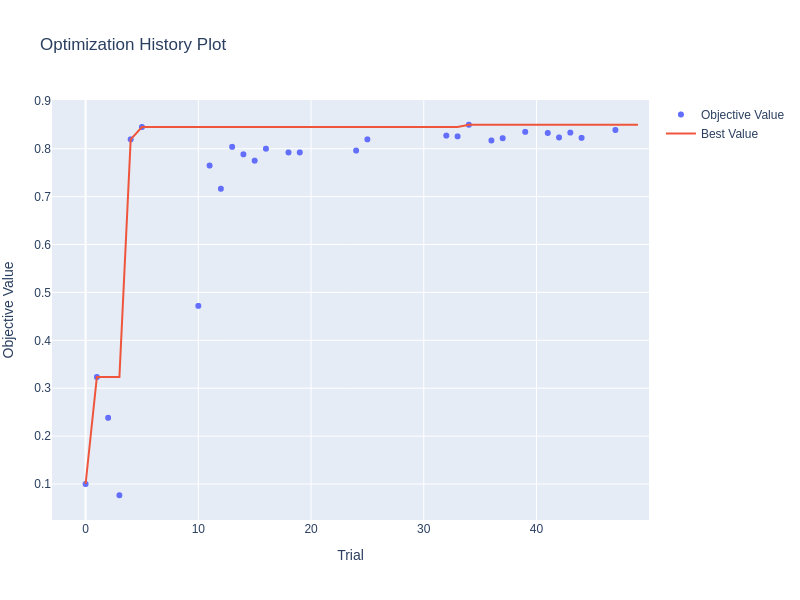 Optimization History Plot
Objective Value
Best Value
0.9
0.8
0.7
0.6
0.5
0.4
0.3
0.2
0.1
Objective Value
0
10
20
30
40
Trial